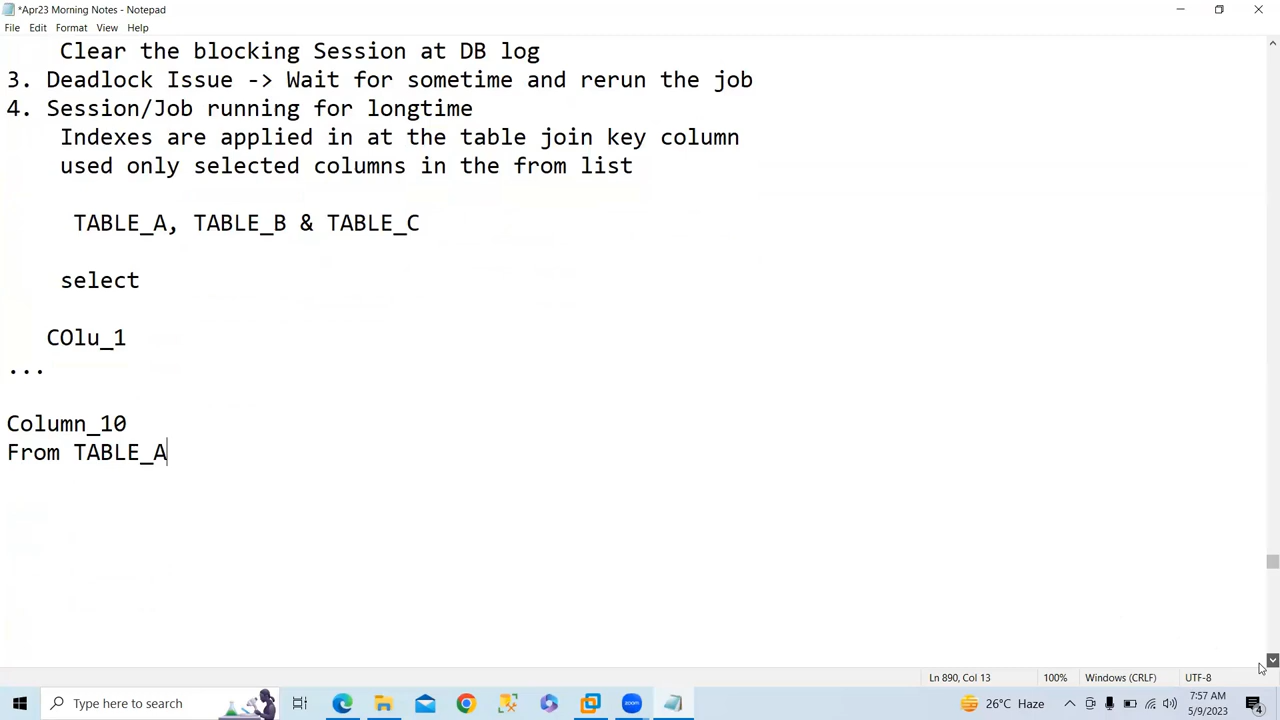 *Apr23 Morning Notes - Notepad
File Edit Format View Help
Clear the blocking Session at DB log
3. Deadlock Issue -> Wait for sometime and rerun the job
4. Session/Job running for longtime
Indexes are applied in at the table join key column
used only selected columns in the from list
TABLE_A, TABLE_B & TABLE_C
select
COlu_1
...
Column_10
From TABLE_A
Ln 890, Col 13 100% Windows (CRLF) UTF-8
Type here to search
zoom
26°C Haze
7:57 AM
5/9/2023
4